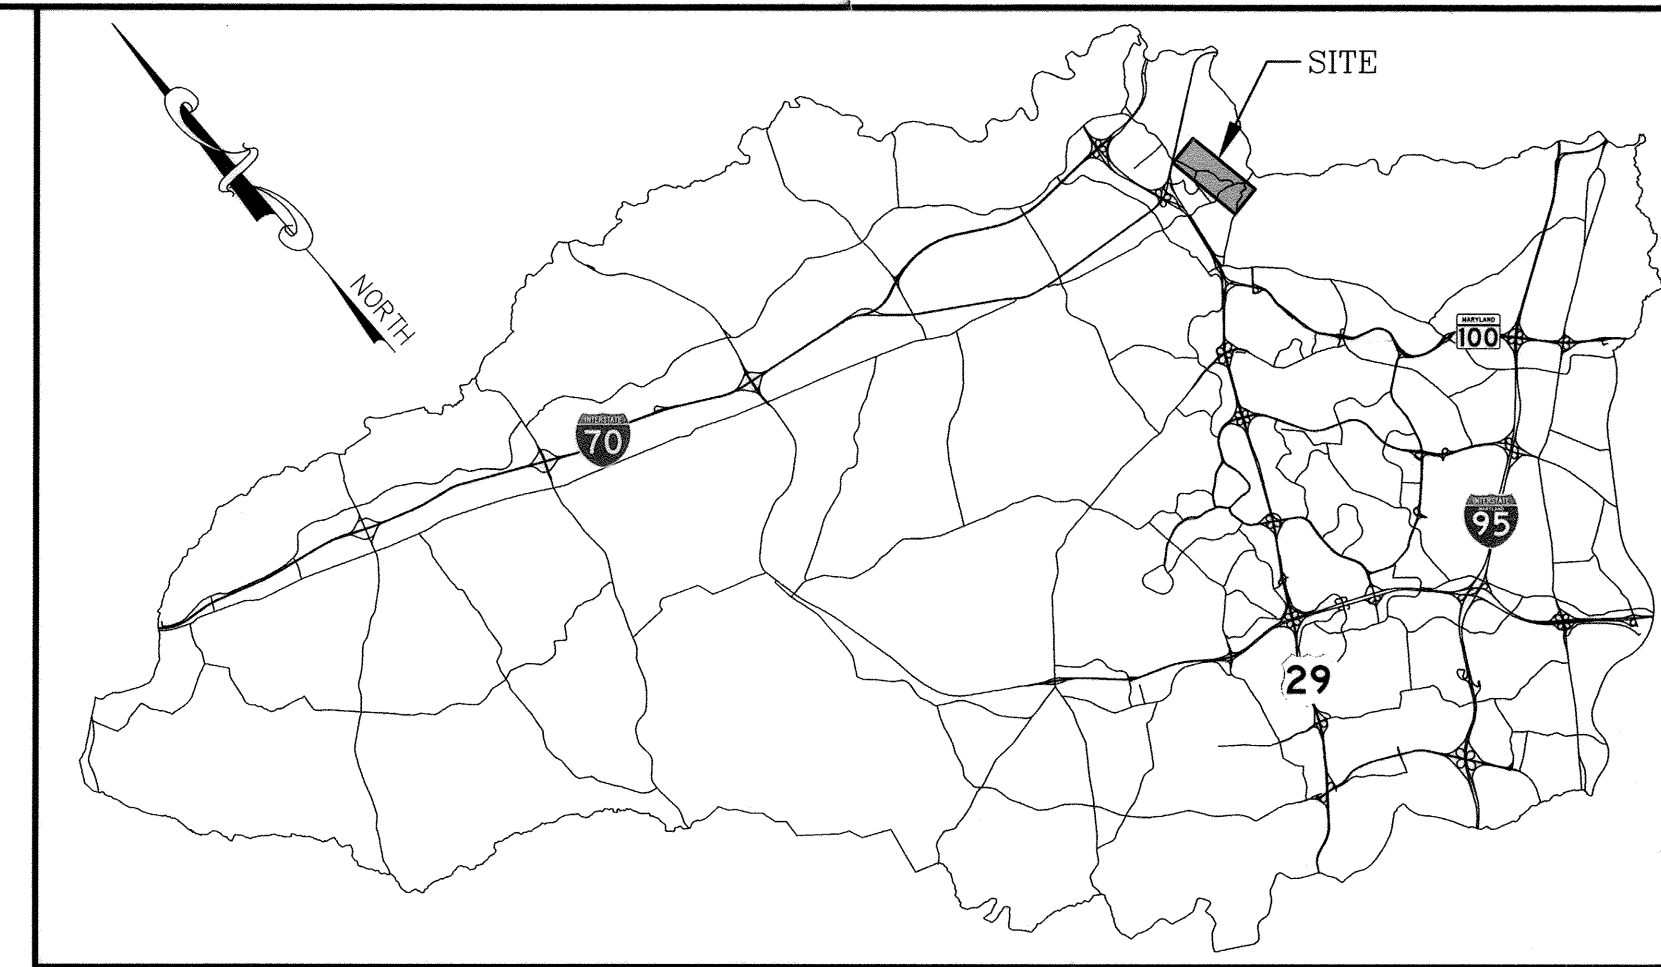 SITE
NORTH
MARYLAND
100
INTERSTATE
70
INTERSTATE
95
29